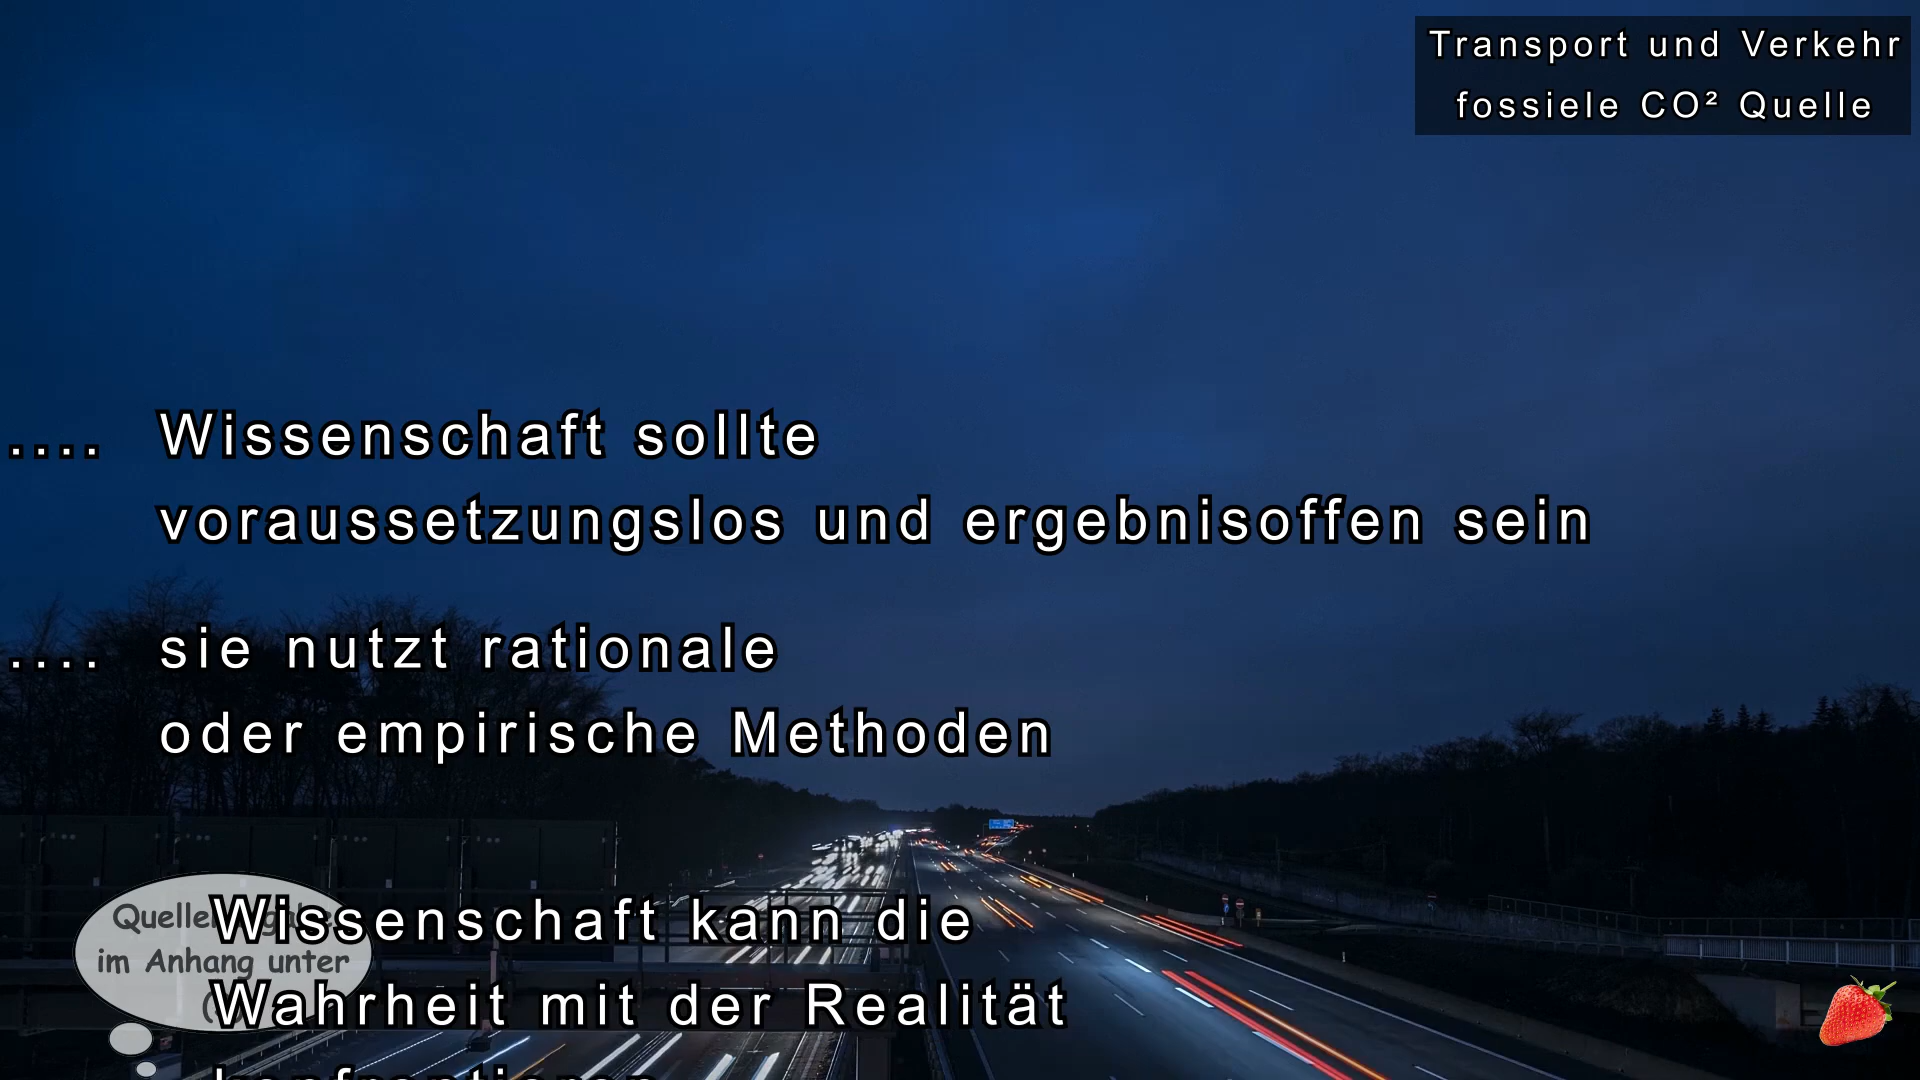 Transport und Verkehr
fossiele CO² Quelle
.... Wissenschaft sollte
voraussetzungslos und ergebnisoffen sein
.... sie nutzt rationale
oder empirische Methoden
Wissenschaft kann die
Wahrheit mit der Realität
konfrontieren
im Anhang unter